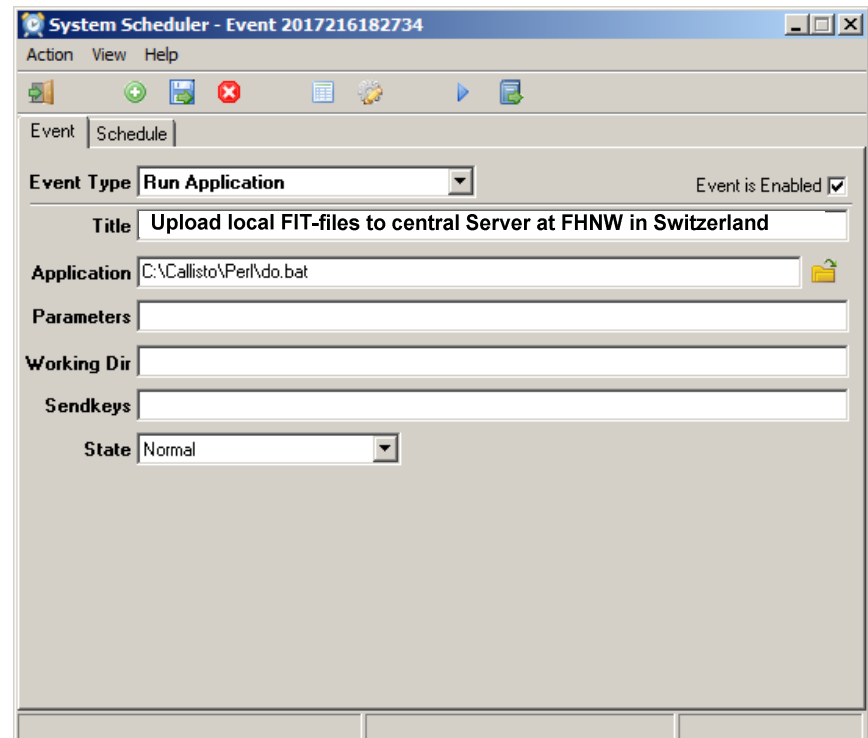 System Scheduler - Event 2017216182734
Action View Help
Event Schedule
Event Type Run Application Event is Enabled
Title Upload local FIT-files to central Server at FHNW in Switzerland
Application C:\Callisto\Perl\do.bat
Parameters
Working Dir
Sendkeys
State Normal